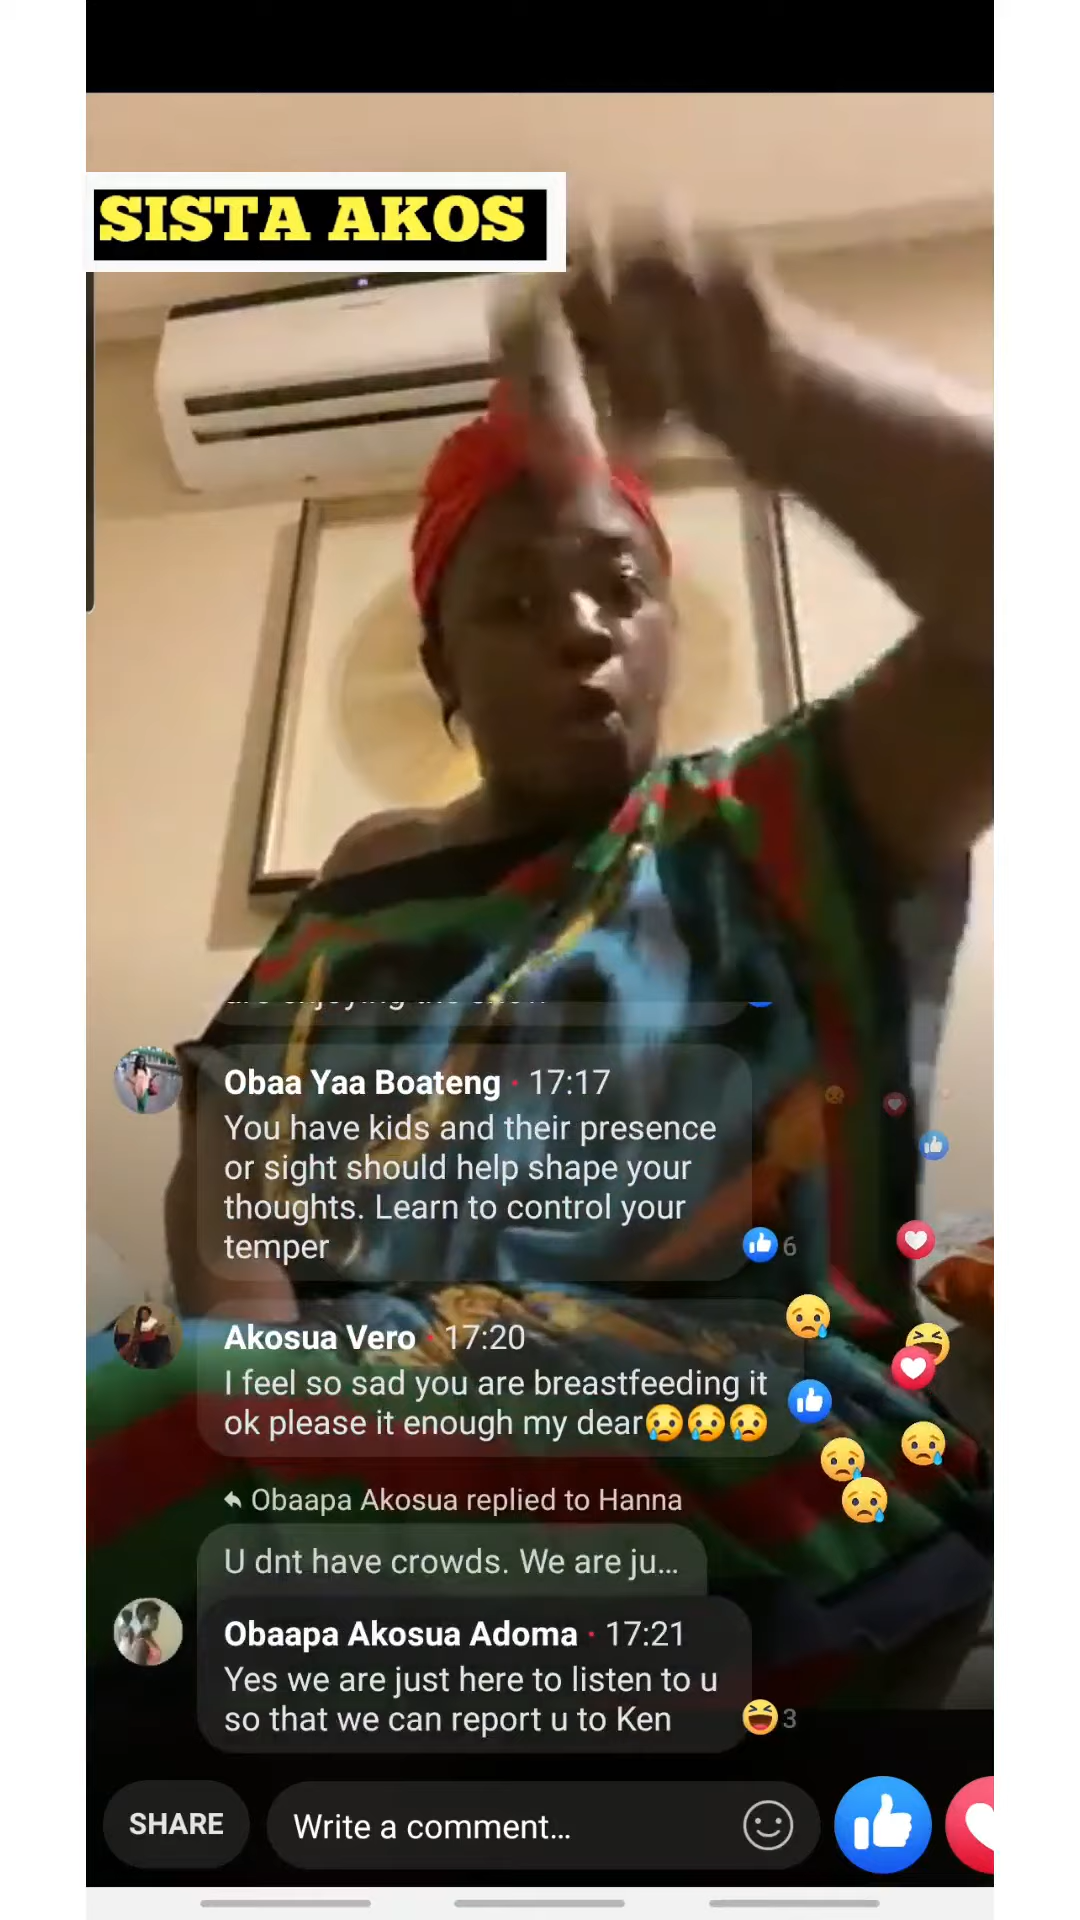 SISTA AKOS
Obaa Yaa Boateng · 17:17
You have kids and their presence
or sight should help shape your
thoughts. Learn to control your
temper
6
Akosua Vero · 17:20
I feel so sad you are breastfeeding it
ok please it enough my dear😢😢😢
Obaapa Akosua replied to Hanna
U dnt have crowds. We are ju...
Obaapa Akosua Adoma · 17:21
Yes we are just here to listen to u
so that we can report u to Ken
3
SHARE
Write a comment...